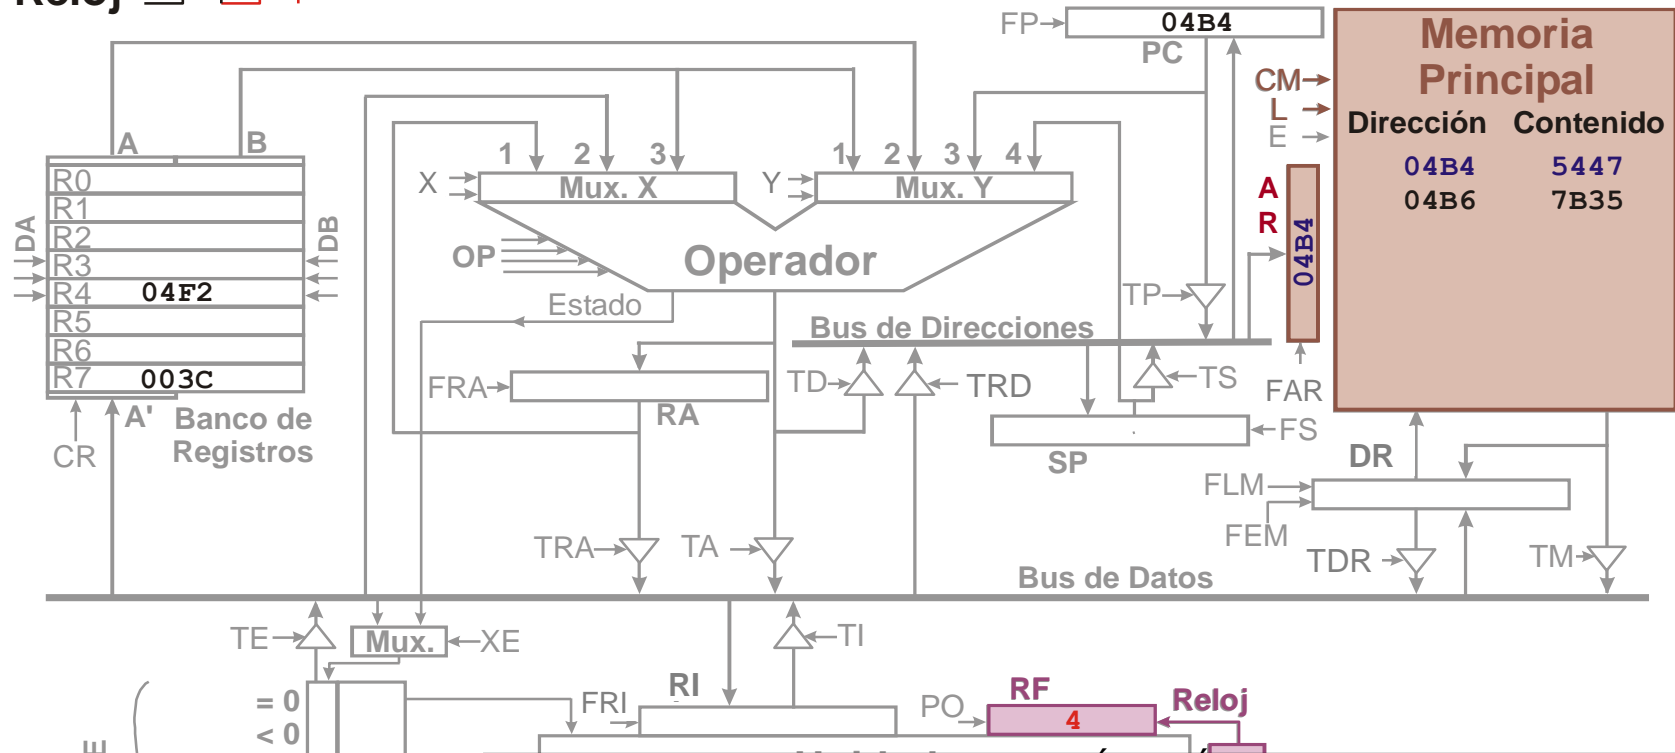 Reloj
FP
04B4
PC
Memoria
Principal
CM
L
E
Dirección Contenido
04B4 5447
04B6 7B35
A B
1 2 3
1 2 3 4
X
Mux. X
Y
Mux. Y
A
R
04B4
FAR
R0
R1
R2
R3
R4 04F2
R5
R6
R7 003C
DA
DB
A'
CR
Banco de
Registros
OP
Operador
Estado
TP
Bus de Direcciones
FRA
RA
TD
TRD
TS
SP
FS
DR
FLM
FEM
TRA
TA
TDR
TM
Bus de Datos
TE
Mux.
XE
TI
= 0
< 0
E
FRI
RI
PO
RF
4
Reloj